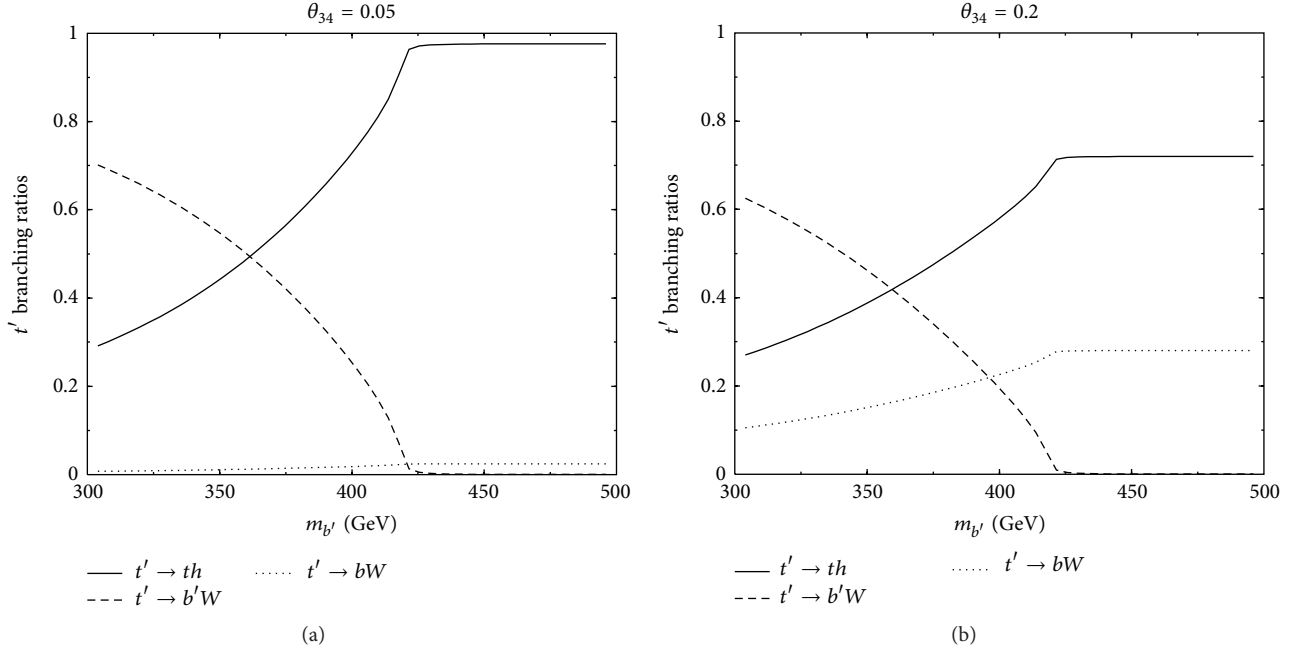 θ34 = 0.05
1
0.8
0.6
0.4
0.2
0
t′ branching ratios
300
350
400
450
500
mb′ (GeV)
t′ → th
t′ → bW
t′ → b′W
(a)
θ34 = 0.2
1
0.8
0.6
0.4
0.2
0
t′ branching ratios
300
350
400
450
500
mb′ (GeV)
t′ → th
t′ → bW
t′ → b′W
(b)